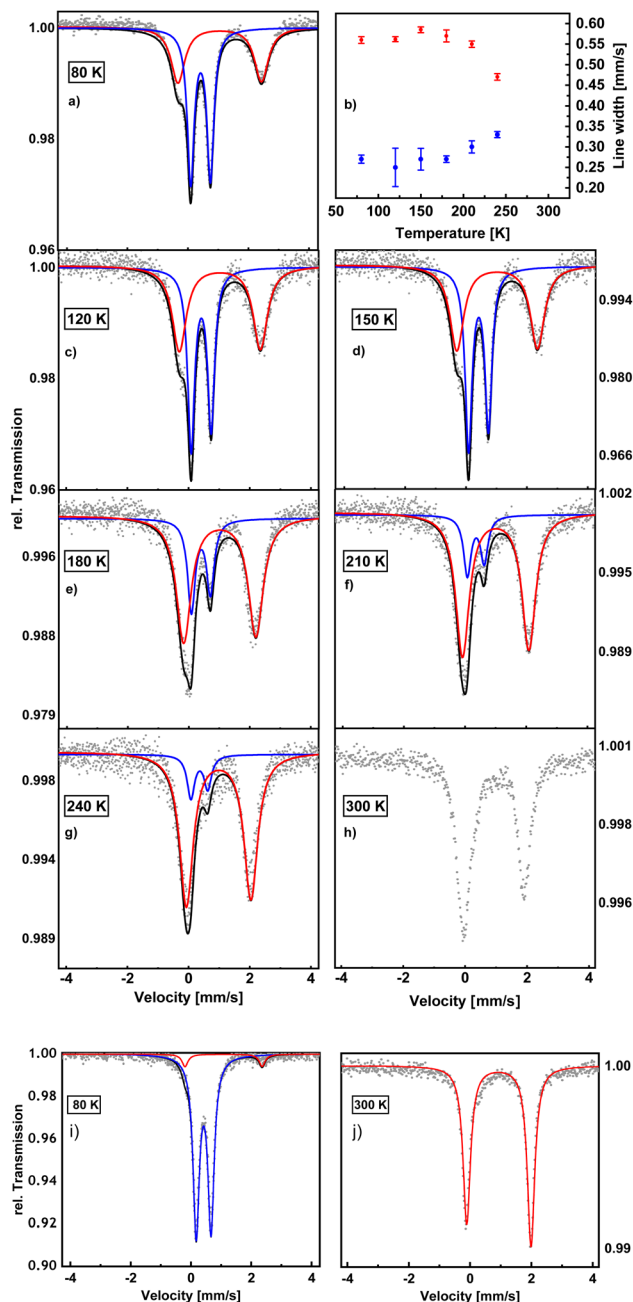 1.00
0.98
0.96
80 K
a)
b)
0.60
0.55
0.50
0.45
0.40
0.35
0.30
0.25
0.20
Line width [mm/s]
50 100 150 200 250 300
Temperature [K]
rel. Transmission
1.00
0.98
0.96
120 K
c)
150 K
d)
0.994
0.980
0.966
0.996
0.988
0.979
180 K
e)
210 K
f)
1.002
0.995
0.989
0.998
0.994
0.989
240 K
g)
300 K
h)
1.001
0.998
0.996
-4 -2 0 2 4
Velocity [mm/s]
-4 -2 0 2 4
Velocity [mm/s]
rel. Transmission
1.00
0.98
0.96
0.94
0.92
0.90
80 K
i)
300 K
j)
1.00
0.99
-4 -2 0 2 4
Velocity [mm/s]
-4 -2 0 2 4
Velocity [mm/s]